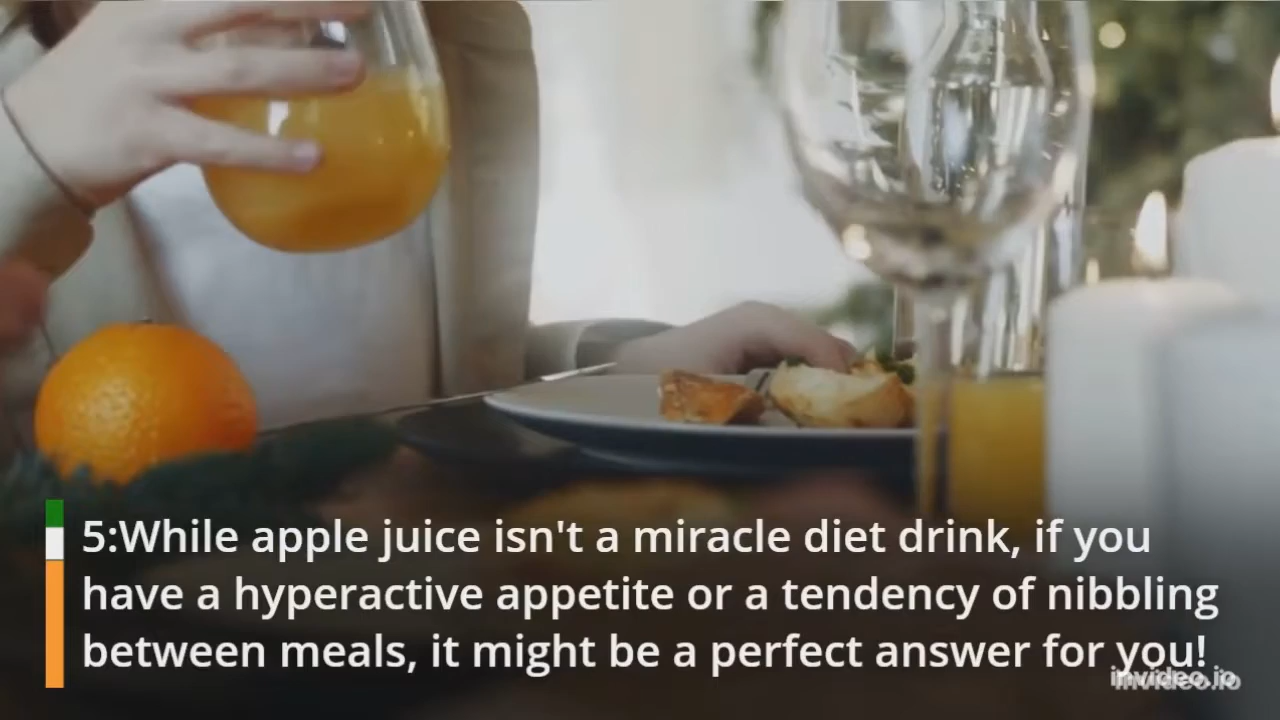 5:While apple juice isn't a miracle diet drink, if you
have a hyperactive appetite or a tendency of nibbling
between meals, it might be a perfect answer for you!
invideo.io